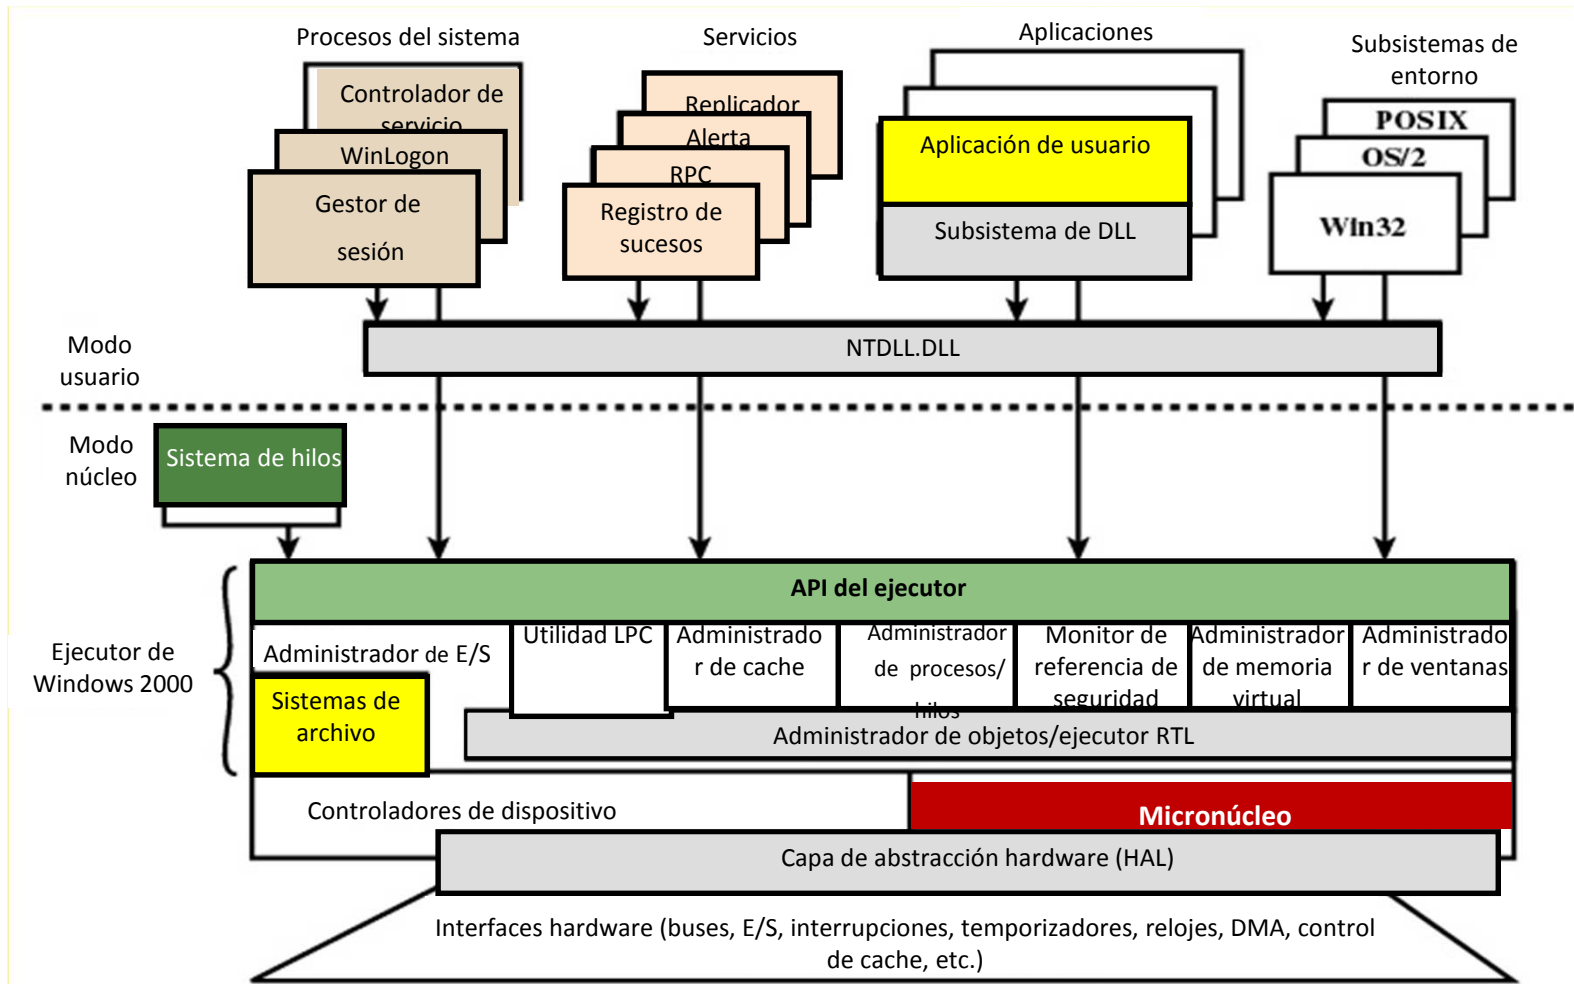 Procesos del sistema
Servicios
Aplicaciones
Subsistemas de
entorno
Controlador de
servicio
WinLogon
Gestor de
sesión
Replicador
Alerta
RPC
Registro de
sucesos
Aplicación de usuario
Subsistema de DLL
POSIX
OS/2
Win32
Modo
usuario
NTDLL.DLL
Modo
núcleo
Sistema de hilos
API del ejecutor
Ejecutor de
Windows 2000
Administrador de E/S
Sistemas de
archivo
Utilidad LPC
Administrado
r de cache
Administrador
de procesos/
hilos
Monitor de
referencia de
seguridad
Administrador
de memoria
virtual
Administrado
r de ventanas
Administrador de objetos/ejecutor RTL
Controladores de dispositivo
Micronúcleo
Capa de abstracción hardware (HAL)
Interfaces hardware (buses, E/S, interrupciones, temporizadores, relojes, DMA, control
de cache, etc.)